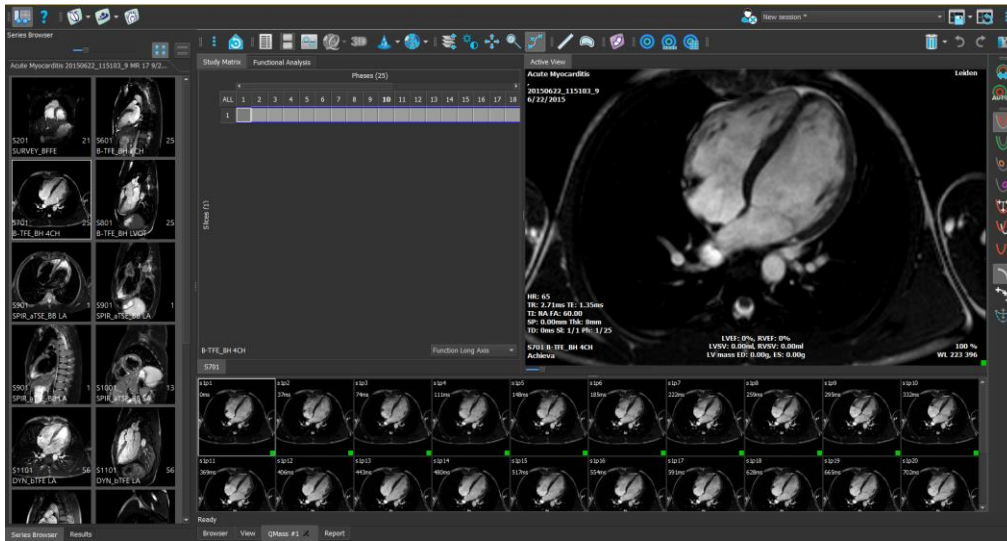 New session *
Series Browser
Acute Myocarditis 20150622_115103_9 MR 17 9/2...
S201 21
SURVEY_BFFE
S601 25
B-TFE_BH 4CH
S701 25
B-TFE_BH 4CH
S801 25
B-TFE_BH LVOT
S901 1
SPIR_aTSE_BB LA
S901 1
SPIR_aTSE_BB LA
S901 1
S1001 13
SPIR_aTSE_BB SA
S1101 56
DYN_bTFE LA
S1101 56
DYN_bTFE LA
Series Browser Results
3D
Study Matrix Functional Analysis
Phases (25)
ALL 1 2 3 4 5 6 7 8 9 10 11 12 13 14 15 16 17 18
1
Slices (1)
B-TFE_BH 4CH
Function Long Axis
Active View
Acute Myocarditis
20150622_115103_9
6/22/2015
Leiden
HR: 65
TR: 2.71ms TE: 1.35ms
TI: NA FA: 60.00
SP: 0.00mm Thk: 8mm
TD: 0ms Sl: 1/1 Ph: 1/25
S701 B-TFE_BH 4CH
Achieva
LVEF: 0%, RVEF: 0%
LVSV: 0.00ml, RVSV: 0.00ml
LV mass ED: 0.00g, ES: 0.00g
100 %
WL 223 396
AUTO
S701
s1p1 s1p2 s1p3 s1p4 s1p5 s1p6 s1p7 s1p8 s1p9 s1p10
0ms 37ms 74ms 111ms 148ms 185ms 222ms 259ms 295ms 332ms
s1p11 s1p12 s1p13 s1p14 s1p15 s1p16 s1p17 s1p18 s1p19 s1p20
369ms 406ms 443ms 480ms 517ms 554ms 591ms 628ms 665ms 702ms
Ready
Browser View QMass #1 Report